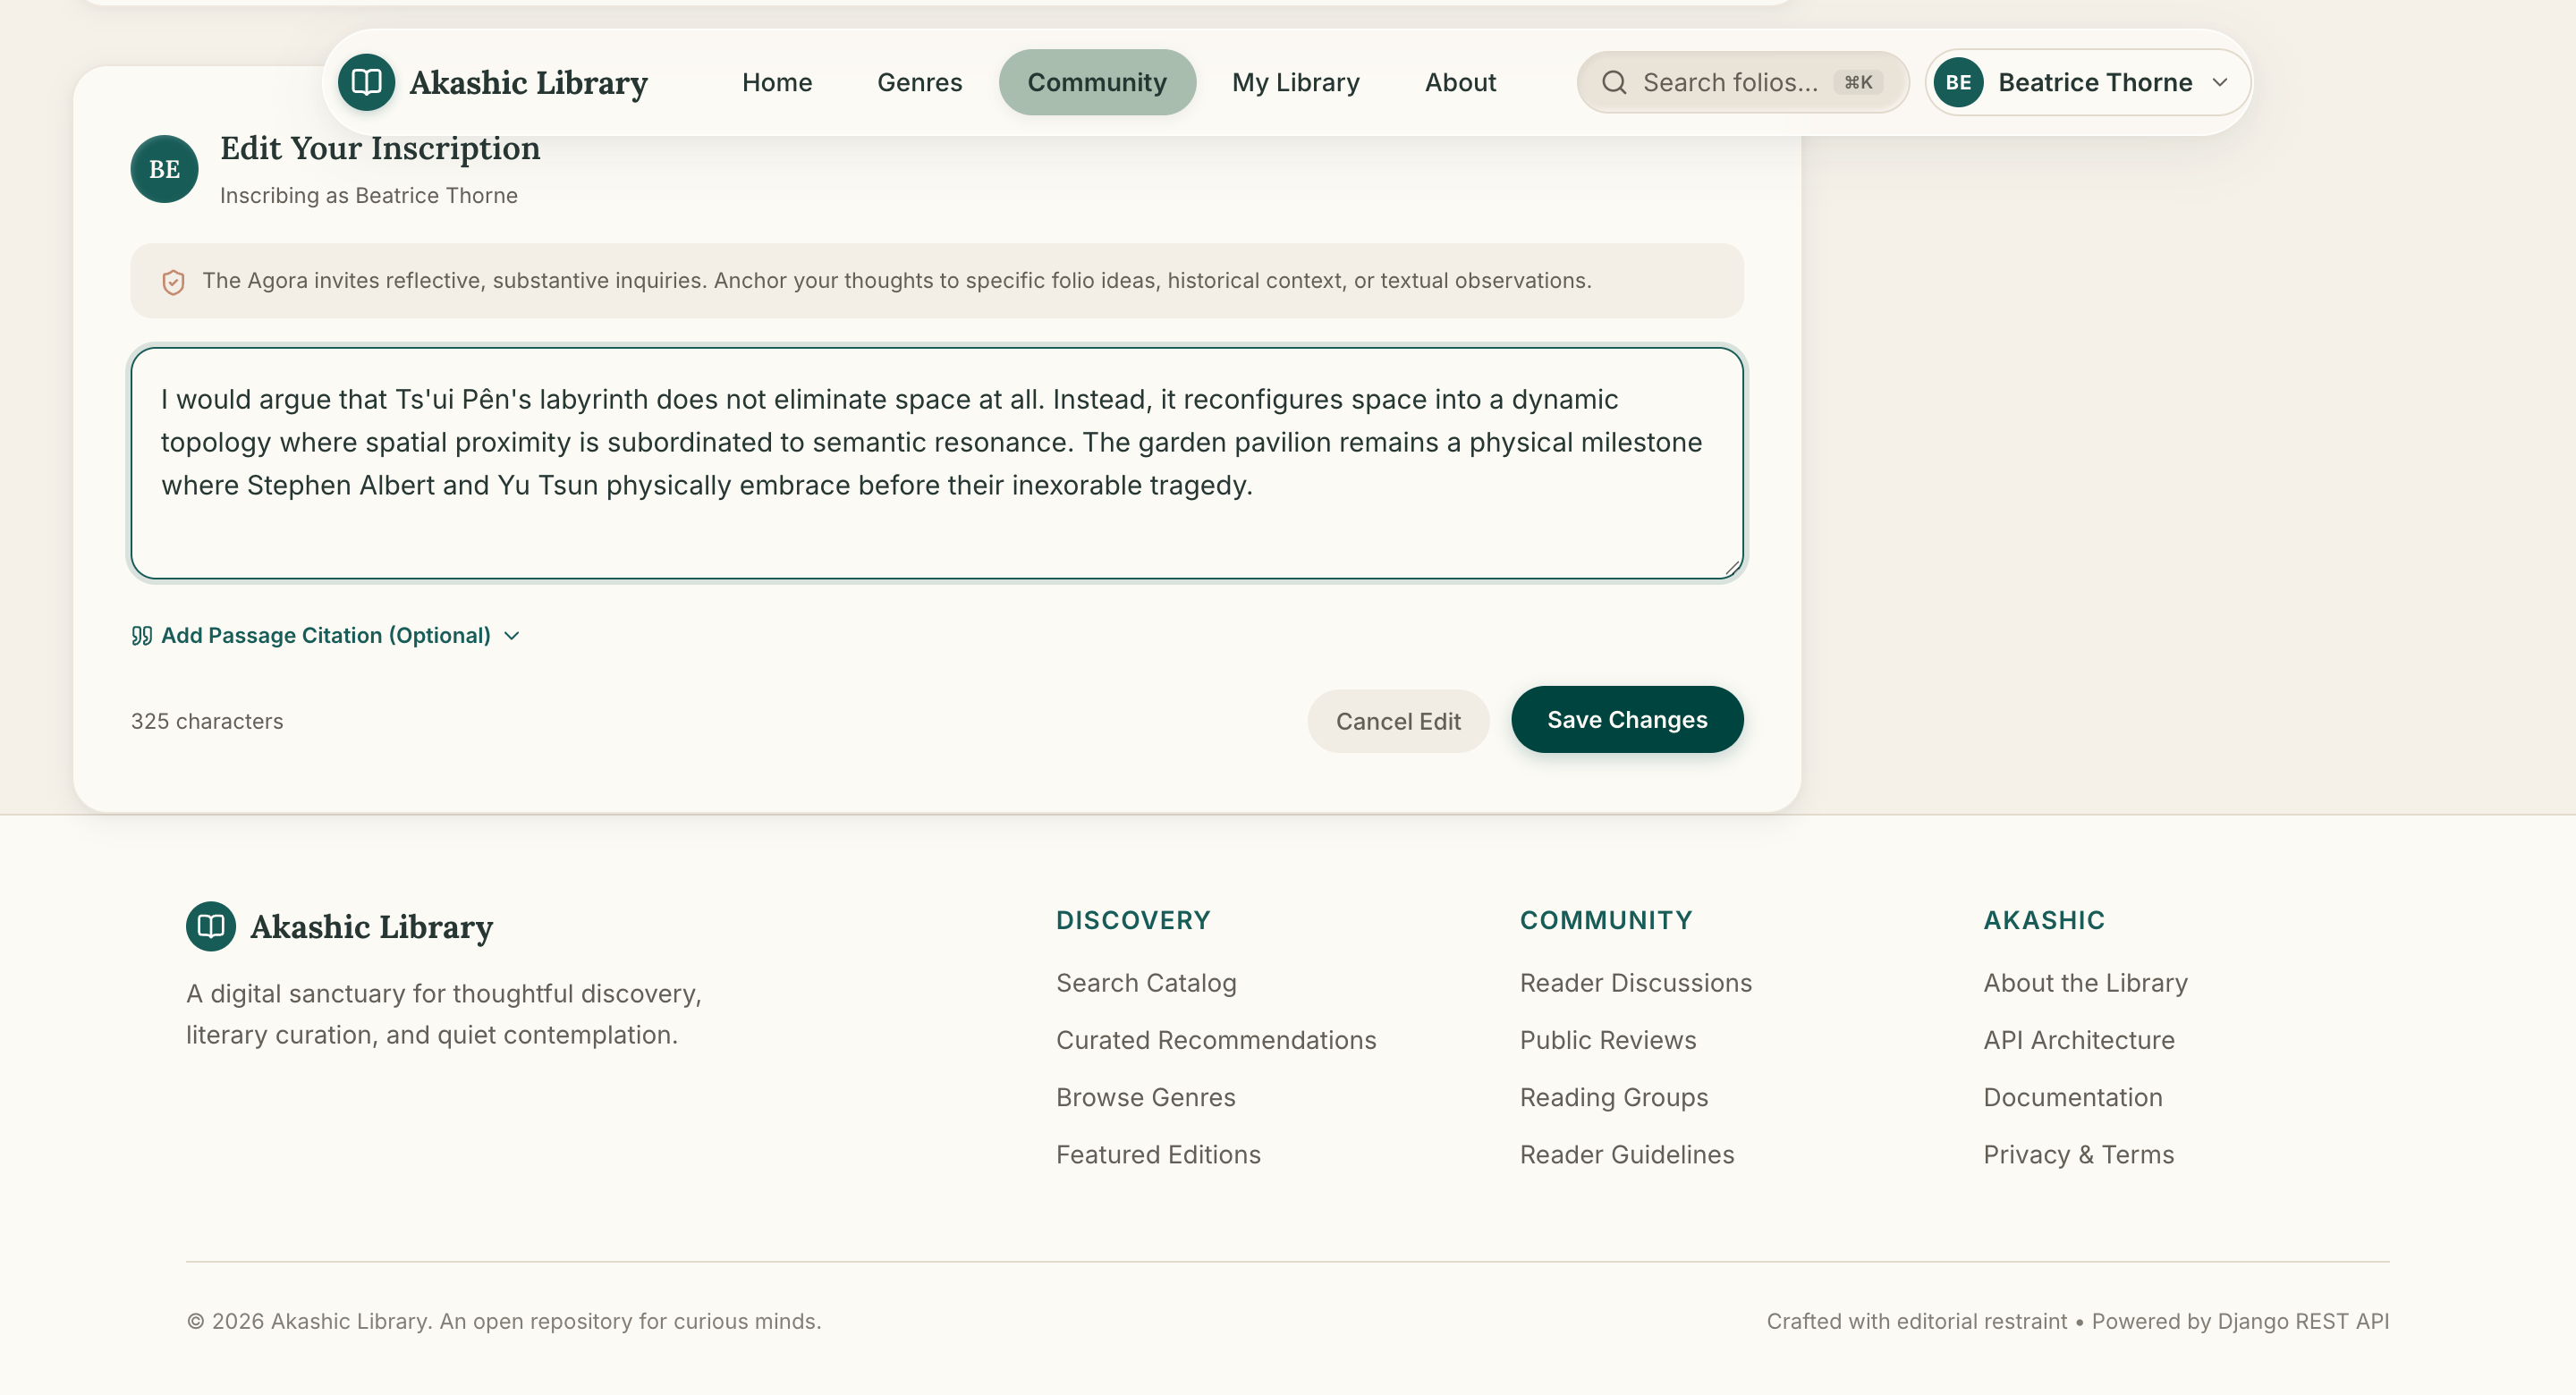 Akashic Library
Home
Genres
Community
My Library
About
Search folios...
⌘K
BE
Beatrice Thorne
BE
Edit Your Inscription
Inscribing as Beatrice Thorne
The Agora invites reflective, substantive inquiries. Anchor your thoughts to specific folio ideas, historical context, or textual observations.
I would argue that Ts'ui Pên's labyrinth does not eliminate space at all. Instead, it reconfigures space into a dynamic
topology where spatial proximity is subordinated to semantic resonance. The garden pavilion remains a physical milestone
where Stephen Albert and Yu Tsun physically embrace before their inexorable tragedy.
Add Passage Citation (Optional)
325 characters
Cancel Edit
Save Changes
Akashic Library
A digital sanctuary for thoughtful discovery,
literary curation, and quiet contemplation.
DISCOVERY
Search Catalog
Curated Recommendations
Browse Genres
Featured Editions
COMMUNITY
Reader Discussions
Public Reviews
Reading Groups
Reader Guidelines
AKASHIC
About the Library
API Architecture
Documentation
Privacy & Terms
© 2026 Akashic Library. An open repository for curious minds.
Crafted with editorial restraint • Powered by Django REST API